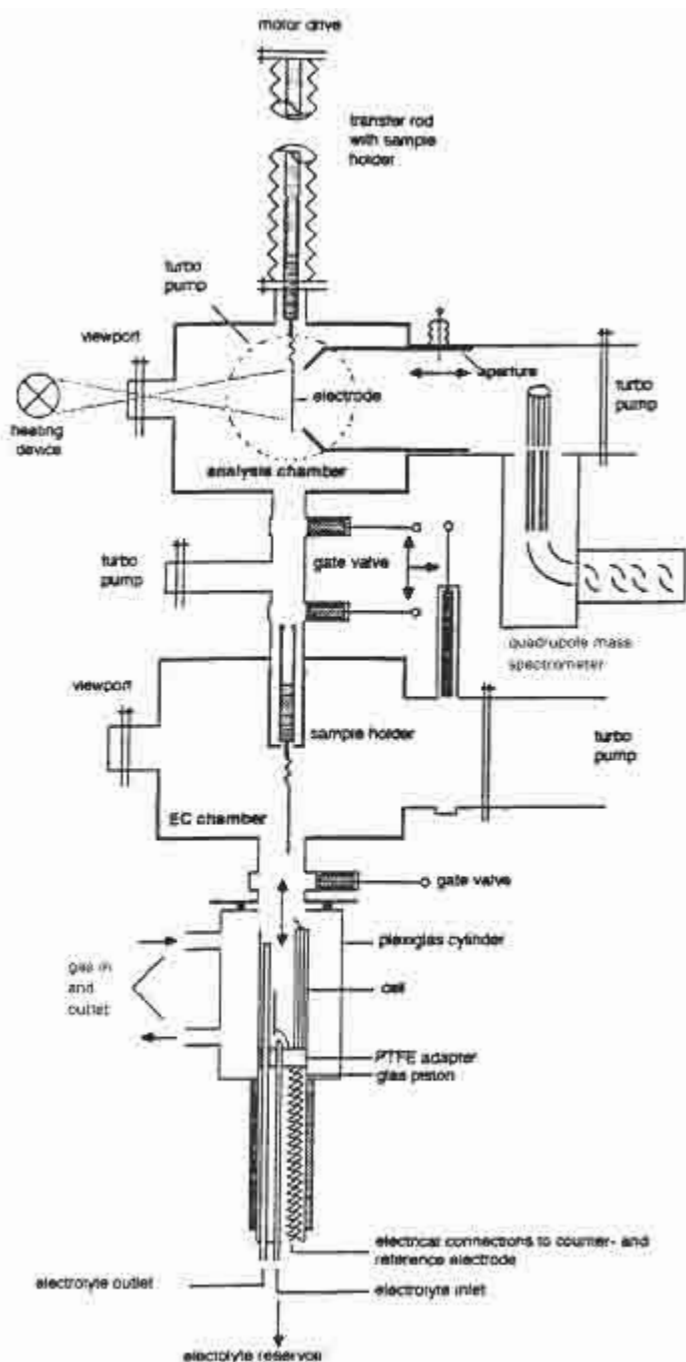 motor drive
transfer rod
with sample
holder
turbo
pump
viewport
aperture
electrode
turbo
pump
heating
device
analysis chamber
turbo
pump
gate valve
quadrupole mass
spectrometer
viewport
sample holder
turbo
pump
EC chamber
gate valve
plexiglas cylinder
gas in
and
outlet
cell
PTFE adapter
glas piston
electrical connections to counter- and
reference electrode
electrolyte outlet
electrolyte inlet
electrolyte reservoir